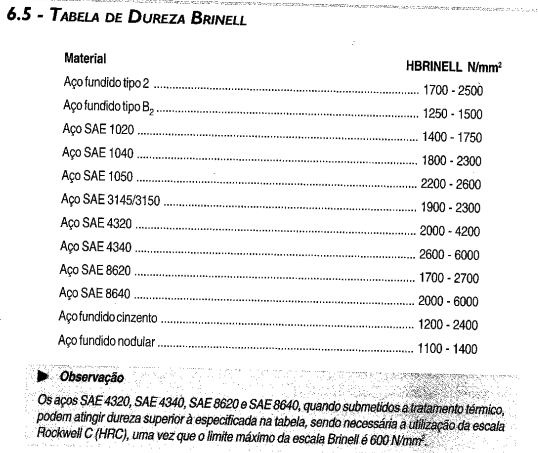 6.5 - TABELA DE DUREZA BRINELL
Material HBRINELL N/mm²
Aço fundido tipo 2 ........ 1700 - 2500
Aço fundido tipo B₂ ........ 1250 - 1500
Aço SAE 1020 ........ 1400 - 1750
Aço SAE 1040 ........ 1800 - 2300
Aço SAE 1050 ........ 2200 - 2600
Aço SAE 3145/3150 ........ 1900 - 2300
Aço SAE 4320 ........ 2000 - 4200
Aço SAE 4340 ........ 2600 - 6000
Aço SAE 8620 ........ 1700 - 2700
Aço SAE 8640 ........ 2000 - 6000
Aço fundido cinzento ........ 1200 - 2400
Aço fundido nodular ........ 1100 - 1400
► Observação
Os aços SAE 4320, SAE 4340, SAE 8620 e SAE 8640, quando submetidos a tratamento térmico,
podem atingir dureza superior à especificada na tabela, sendo necessária a utilização da escala
Rockwell C (HRC), uma vez que o limite máximo da escala Brinell é 600 N/mm².